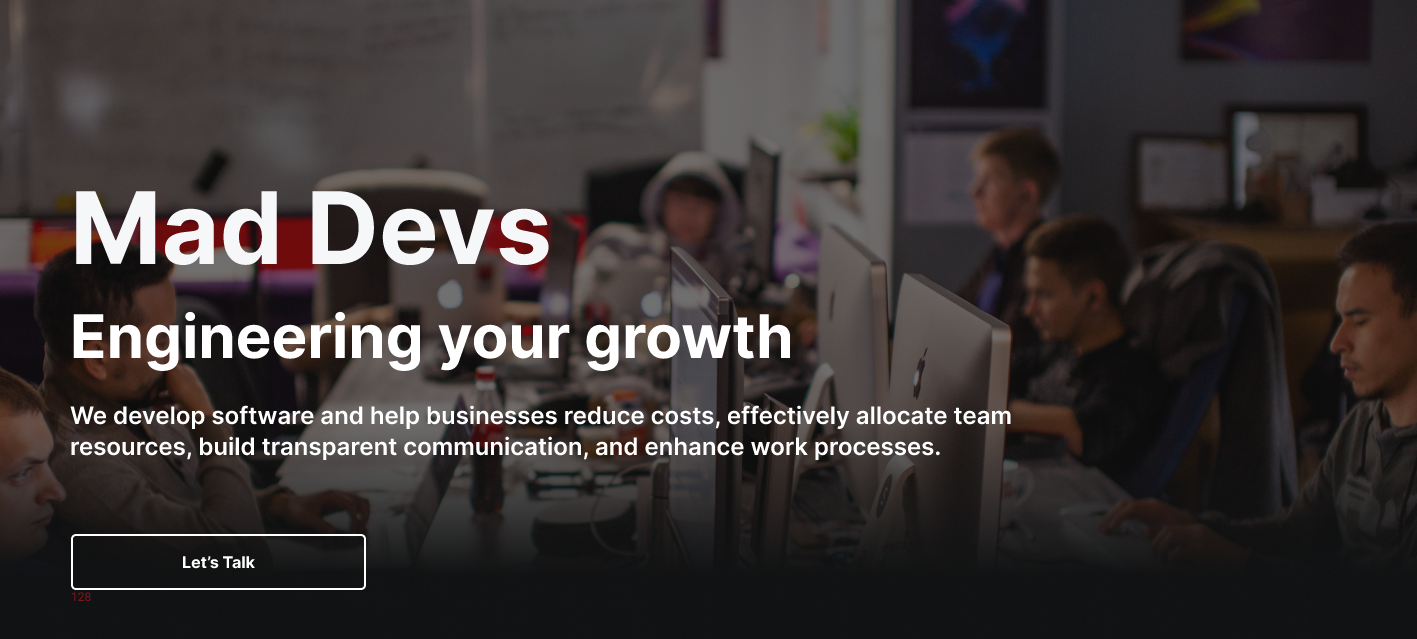 Mad Devs
Engineering your growth
We develop software and help businesses reduce costs, effectively allocate team
resources, build transparent communication, and enhance work processes.
Let’s Talk
128